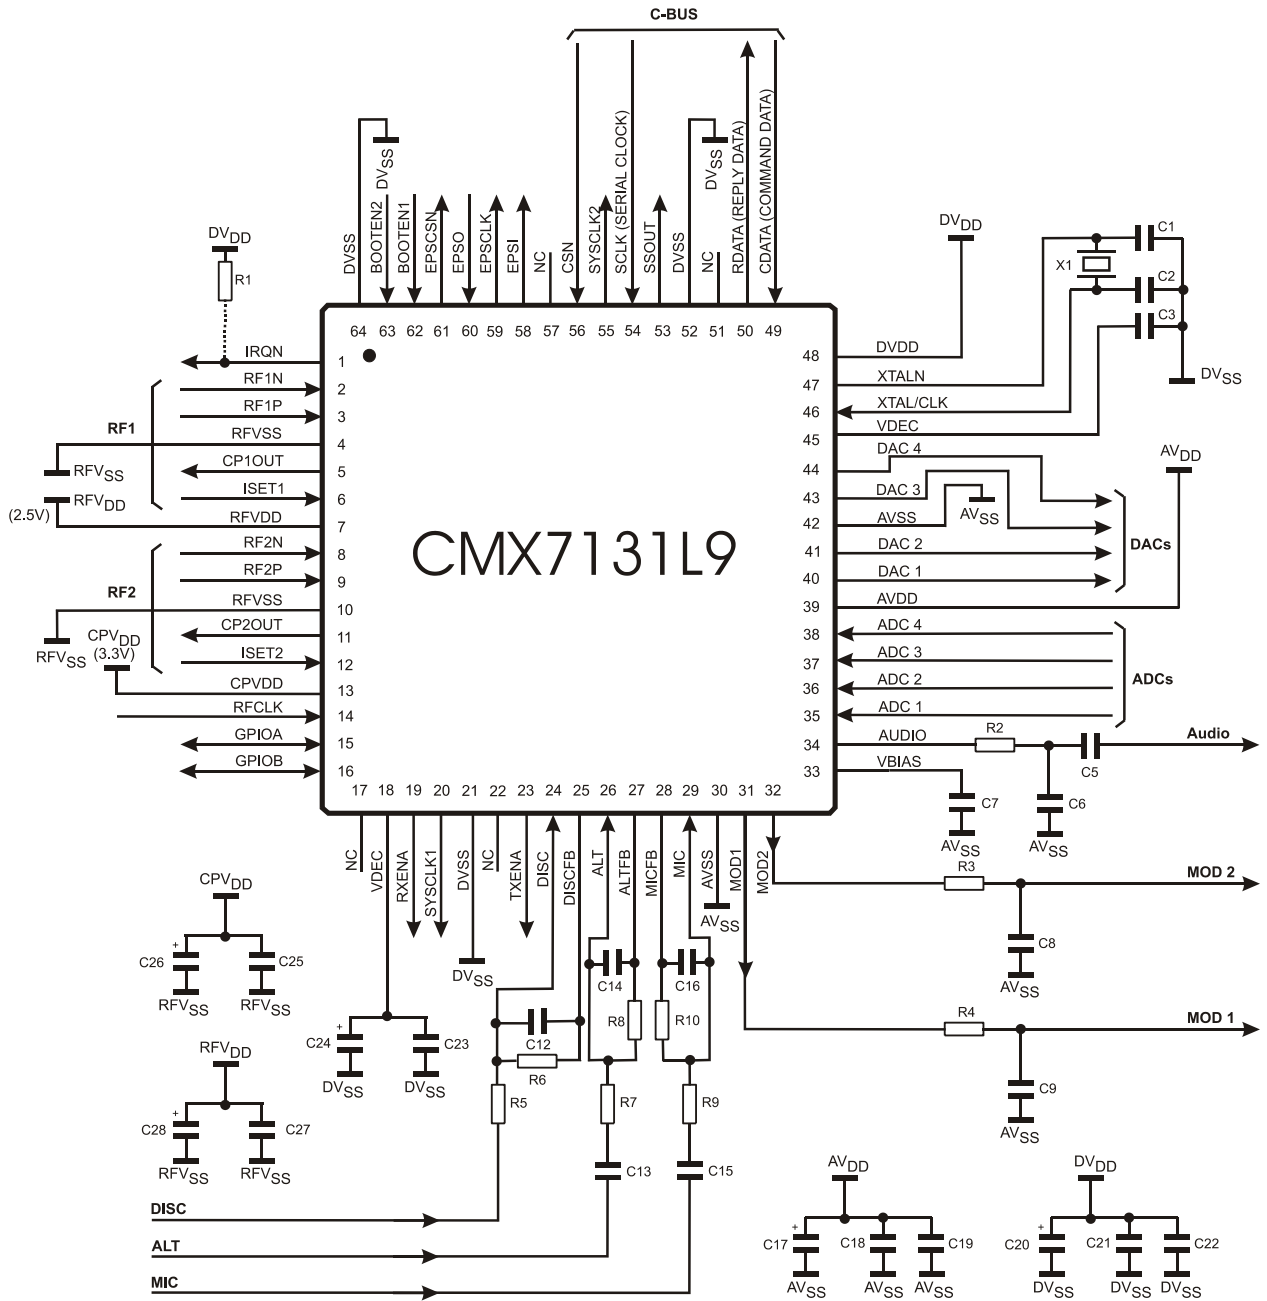 C-BUS
DVSS
BOOTEN2
BOOTEN1
EPSCSN
EPSO
EPSCLK
EPSI
NC
CSN
SYSCLK2
SCLK (SERIAL CLOCK)
SSOUT
DVSS
NC
RDATA (REPLY DATA)
CDATA (COMMAND DATA)
DVSS
DVSS
64 63 62 61 60 59 58 57 56 55 54 53 52 51 50 49
DVDD
R1
IRQN 1
RF1
RF1N 2
RF1P 3
RFVSS 4
RFVSS
CP1OUT 5
ISET1 6
RFVDD
(2.5V)
RFVDD 7
RF2
RF2N 8
RF2P 9
RFVSS 10
RFVSS
CP2OUT 11
ISET2 12
CPVDD
(3.3V)
CPVDD 13
RFCLK 14
GPIOA 15
GPIOB 16
CMX7131L9
DVDD
X1
C1
C2
C3
DVSS
48 DVDD
47 XTALN
46 XTAL/CLK
45 VDEC
44 DAC 4
43 DAC 3
42 AVSS
AVSS
AVDD
41 DAC 2
40 DAC 1
DACs
39 AVDD
38 ADC 4
37 ADC 3
36 ADC 2
35 ADC 1
ADCs
34 AUDIO
R2
C5
Audio
33 VBIAS
C7
AVSS
C6
AVSS
17 18 19 20 21 22 23 24 25 26 27 28 29 30 31 32
NC
VDEC
RXENA
SYSCLK1
DVSS
NC
TXENA
DISC
DISCFB
ALT
ALTFB
MICFB
MIC
AVSS
MOD1
MOD2
AVSS
DVSS
R3
MOD 2
C8
AVSS
R4
MOD 1
C9
AVSS
CPVDD
+
C26
C25
RFVSS
RFVSS
+
C24
C23
DVSS
DVSS
C14
C16
C12
R8
R10
R6
R5
R7
R9
C13
C15
RFVDD
+
C28
C27
RFVSS
RFVSS
DISC
ALT
MIC
AVDD
+
C17
C18
C19
AVSS
AVSS
AVSS
DVDD
+
C20
C21
C22
DVSS
DVSS
DVSS